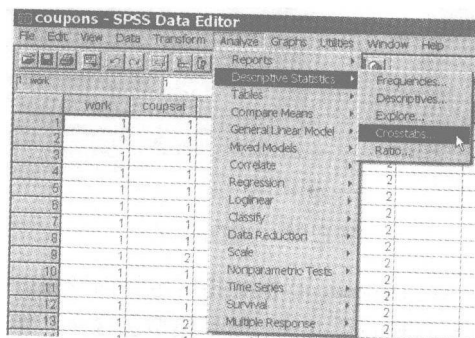 coupons - SPSS Data Editor
File Edit View Data Transform Analyze Graphs Utilities Window Help
1 : work 1
Reports
Descriptive Statistics
Tables
Compare Means
General Linear Model
Mixed Models
Correlate
Regression
Loglinear
Classify
Data Reduction
Scale
Nonparametric Tests
Time Series
Survival
Multiple Response
Frequencies...
Descriptives...
Explore...
Crosstabs...
Ratio...
work coupsat
1 1 1
2 1 1
3 1 1 2
4 1 1 2
5 1 1 2
6 1 1 2
7 1 1 2
8 1 1 2
9 1 2 2
10 1 1 2
11 1 1 2
12 1 1 2
13 1 2 2